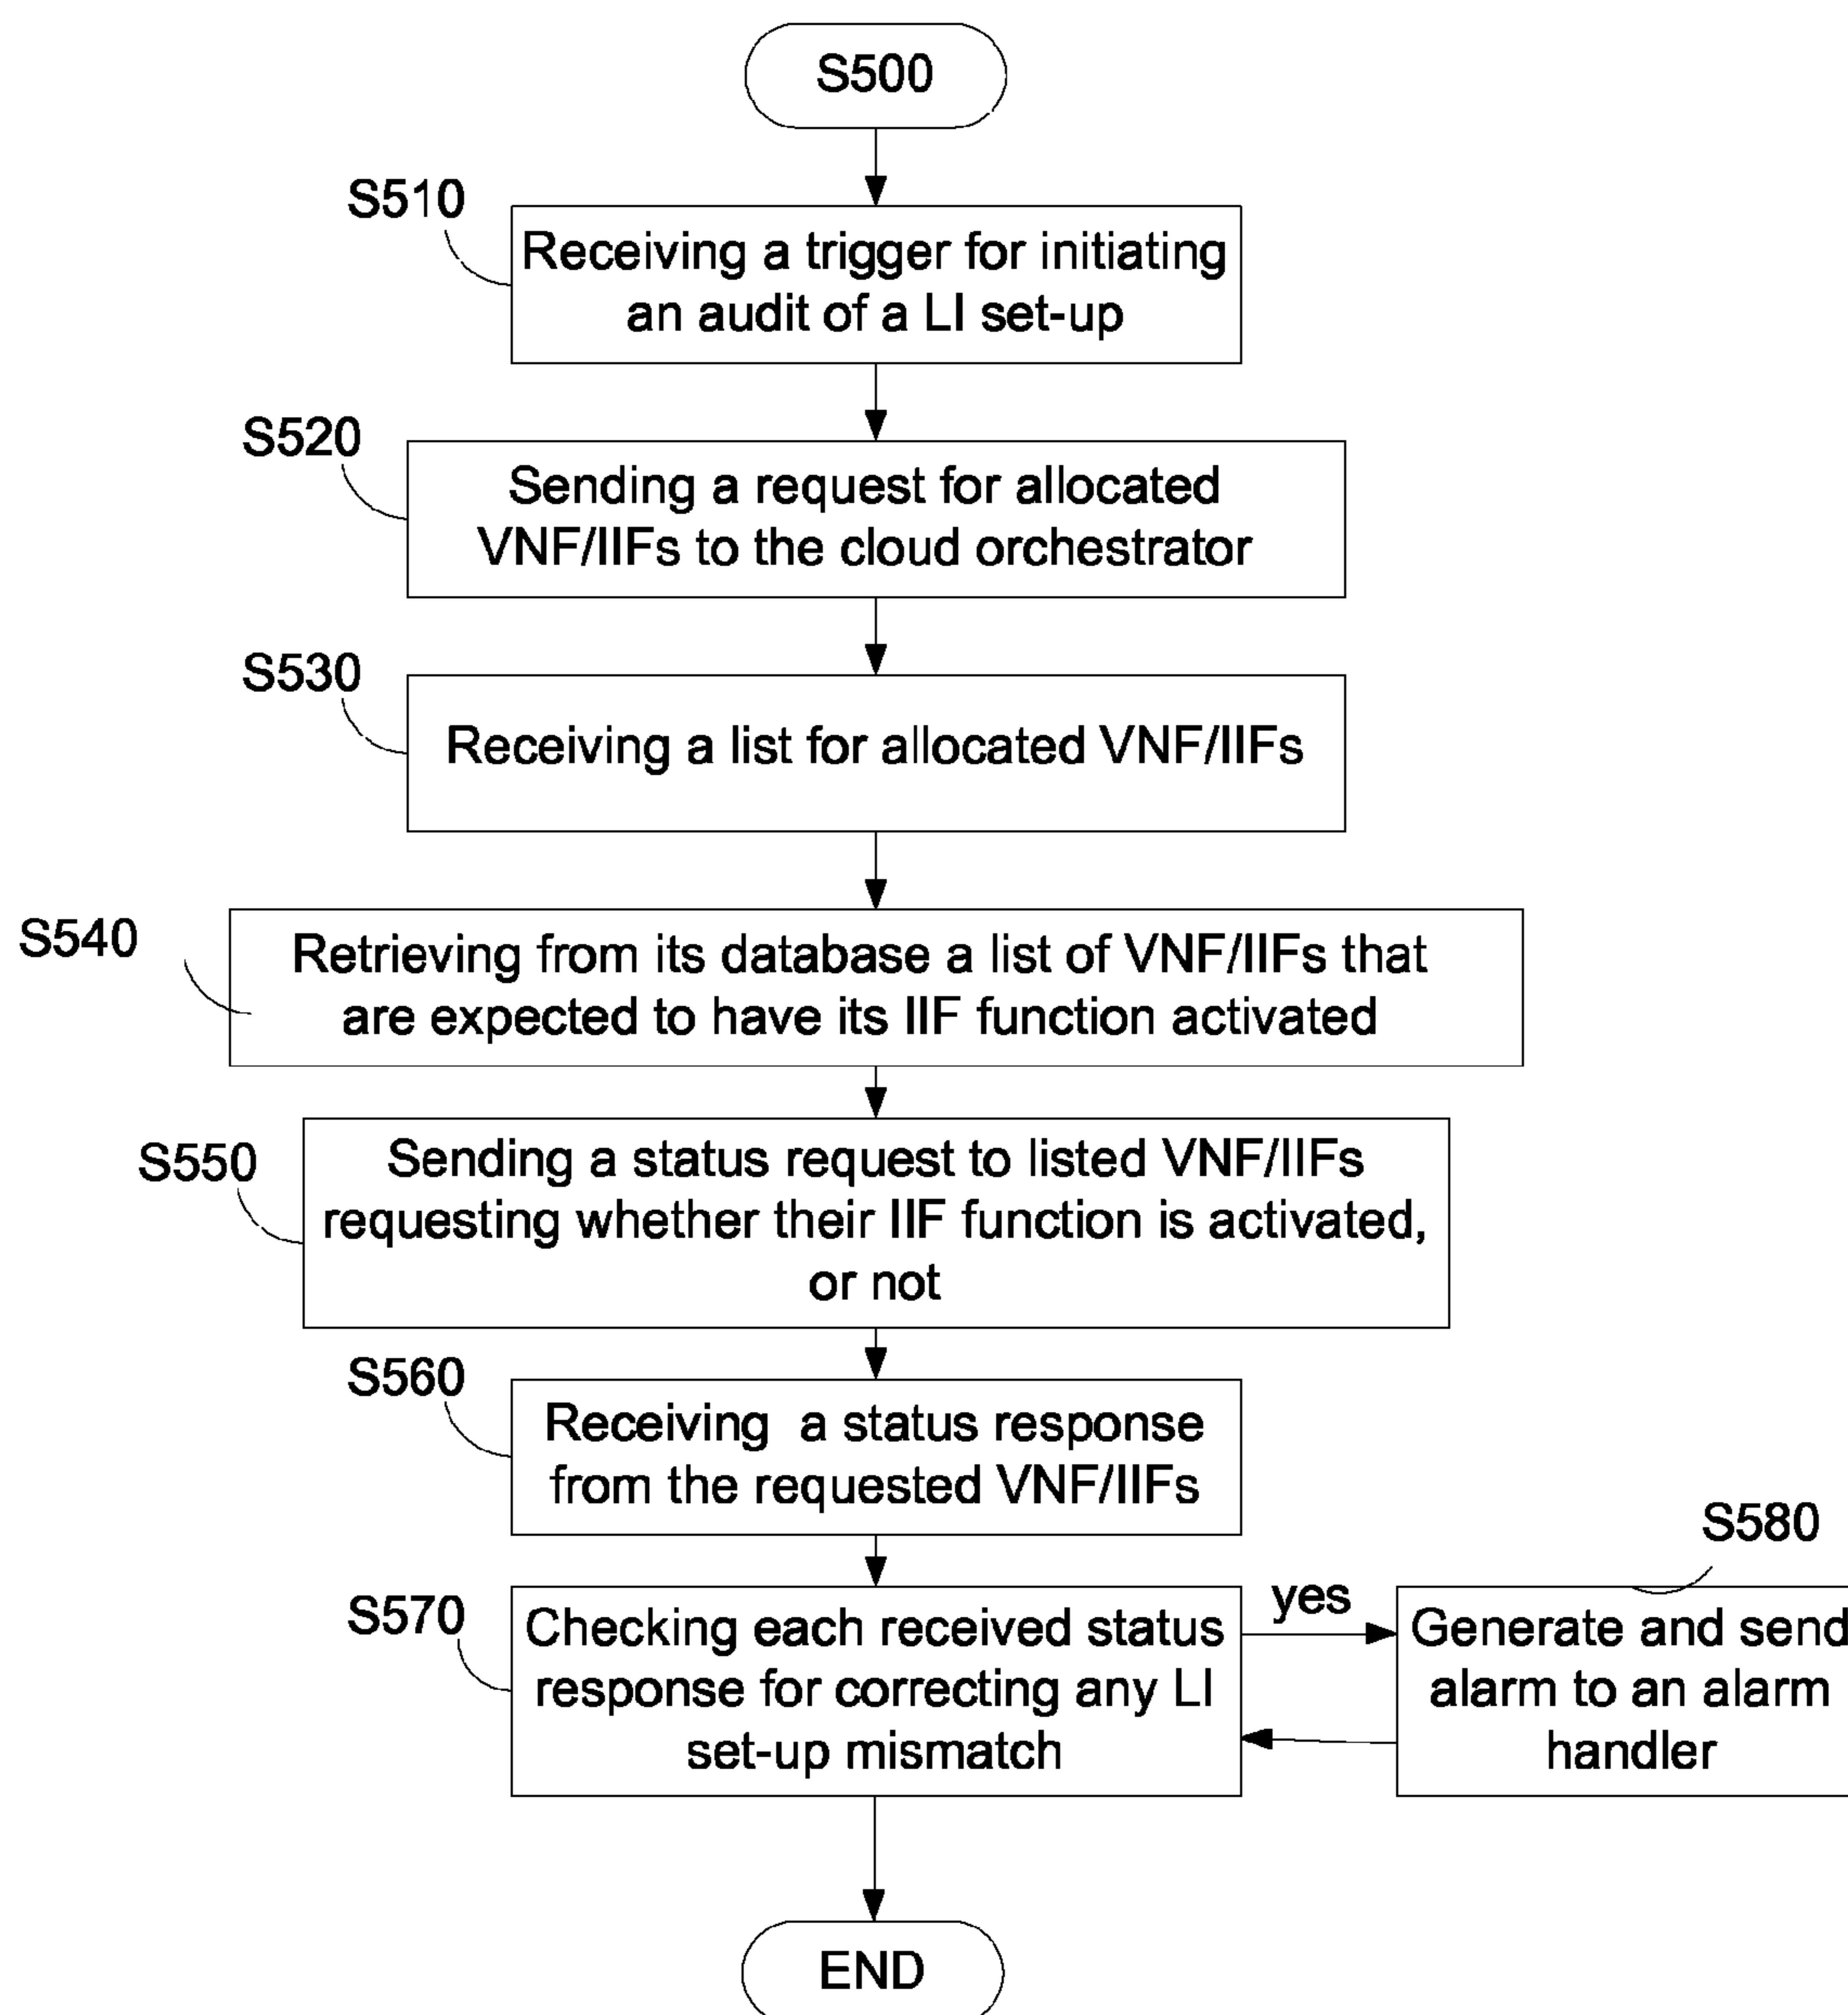 S500
S510
Receiving a trigger for initiating
an audit of a LI set-up
S520
Sending a request for allocated
VNF/IIFs to the cloud orchestrator
S530
Receiving a list for allocated VNF/IIFs
S540
Retrieving from its database a list of VNF/IIFs that
are expected to have its IIF function activated
S550
Sending a status request to listed VNF/IIFs
requesting whether their IIF function is activated,
or not
S560
Receiving a status response
from the requested VNF/IIFs
S570
Checking each received status
response for correcting any LI
set-up mismatch
yes
S580
Generate and send
alarm to an alarm
handler
END